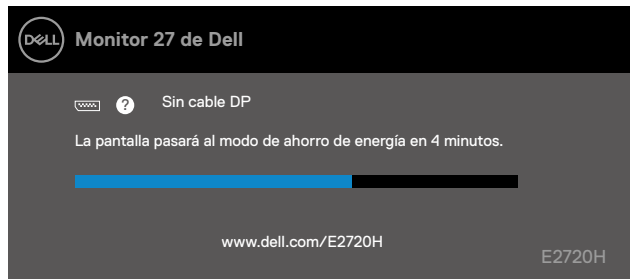 DELL
Monitor 27 de Dell
? Sin cable DP
La pantalla pasará al modo de ahorro de energía en 4 minutos.
www.dell.com/E2720H
E2720H